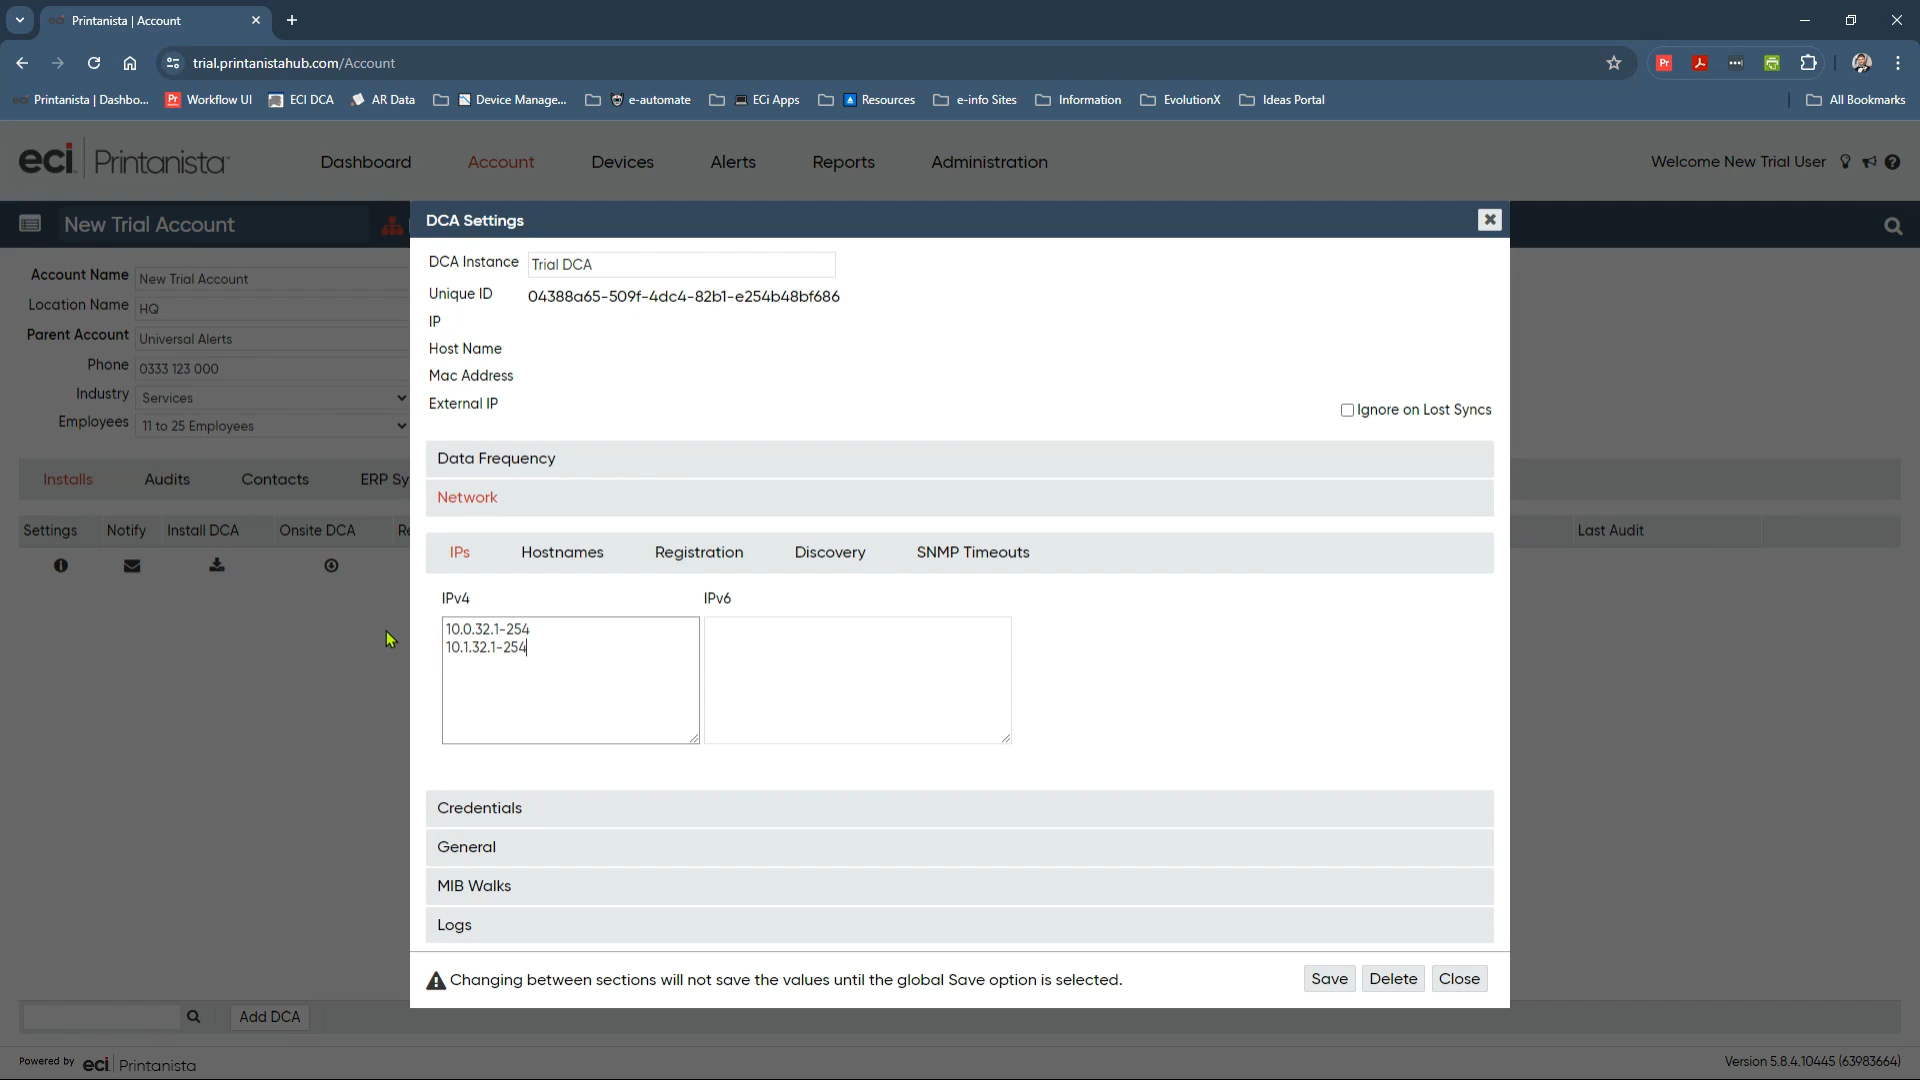 eci Printanista | Account
trial.printanistahub.com/Account
Printanista | Dashbo... Workflow UI ECI DCA AR Data Device Manage... e-automate ECi Apps Resources e-info Sites Information EvolutionX Ideas Portal All Bookmarks
eci Printanista Dashboard Account Devices Alerts Reports Administration Welcome New Trial User
New Trial Account
Account Name New Trial Account
Location Name HQ
Parent Account Universal Alerts
Phone 0333 123 000
Industry Services
Employees 11 to 25 Employees
Installs Audits Contacts ERP Sy
Settings Notify Install DCA Onsite DCA Re Last Audit
DCA Settings
DCA Instance Trial DCA
Unique ID 04388a65-509f-4dc4-82b1-e254b48bf686
IP
Host Name
Mac Address
External IP
Ignore on Lost Syncs
Data Frequency
Network
IPs Hostnames Registration Discovery SNMP Timeouts
IPv4 IPv6
10.0.32.1-254
10.1.32.1-254
Credentials
General
MIB Walks
Logs
Changing between sections will not save the values until the global Save option is selected. Save Delete Close
Add DCA
Powered by eci Printanista
Version 5.8.4.10445 (63983664)